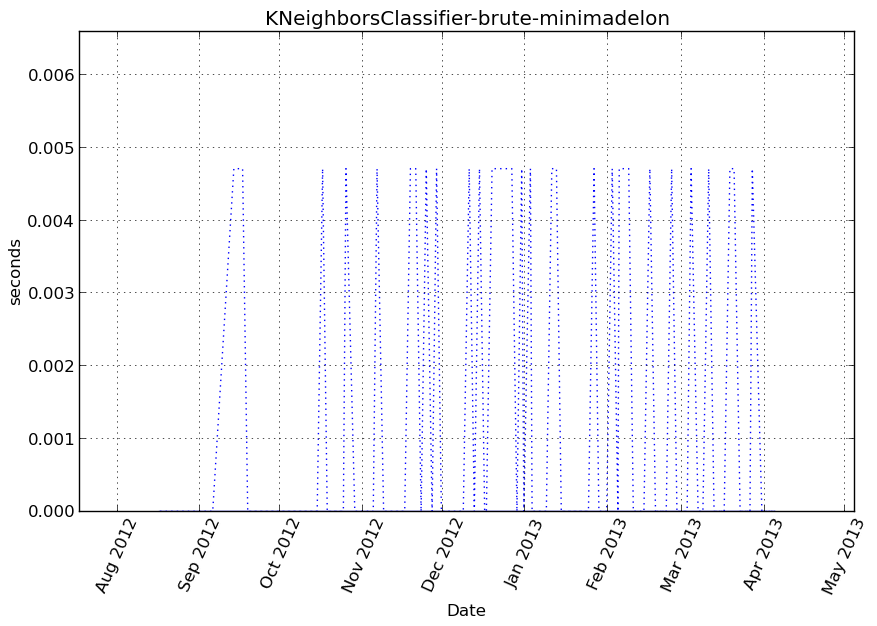 KNeighborsClassifier-brute-minimadelon
0.006
0.005
0.004
0.003
0.002
0.001
0.000
seconds
Aug 2012
Sep 2012
Oct 2012
Nov 2012
Dec 2012
Jan 2013
Feb 2013
Mar 2013
Apr 2013
May 2013
Date